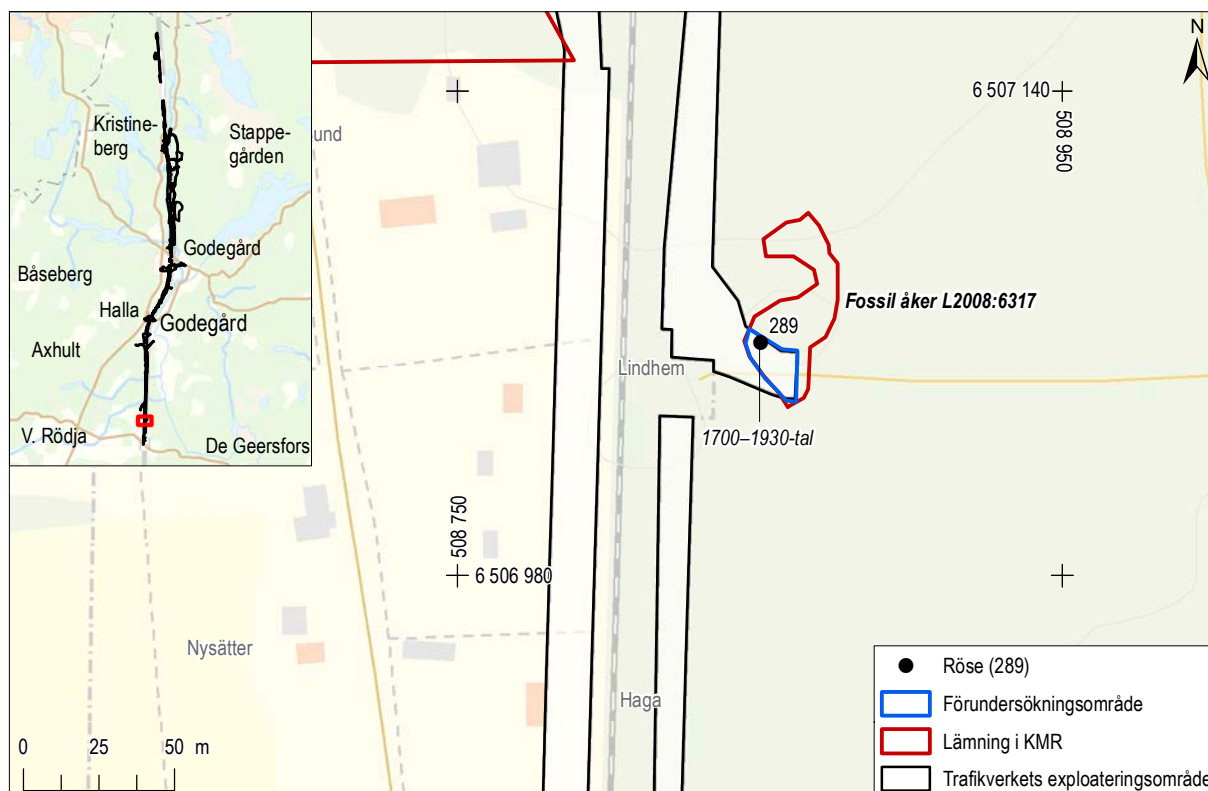 Kristine-
berg
Stappe-
gården
Godegård
Båseberg
Halla
Godegård
Axhult
V. Rödja
De Geersfors
und
N
6 507 140
508 950
Fossil åker L2008:6317
289
Lindhem
1700–1930-tal
508 750
6 506 980
Nysätter
Haga
0 25 50 m
Röse (289)
Förundersökningsområde
Lämning i KMR
Trafikverkets exploateringsområde